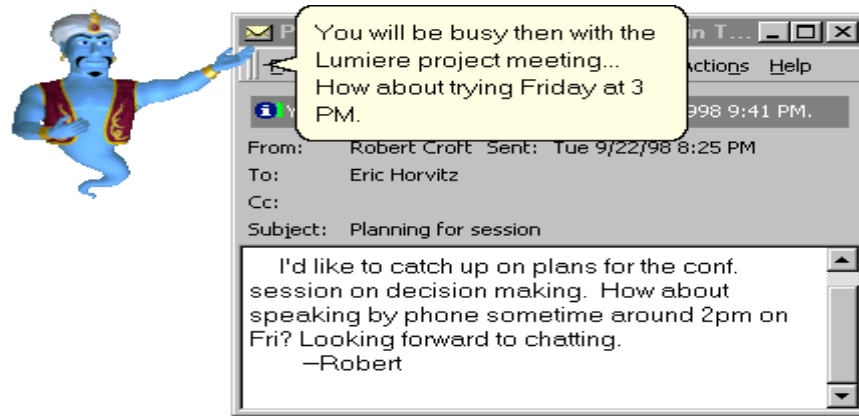 You will be busy then with the
Lumiere project meeting...
How about trying Friday at 3
PM.
Actions Help
998 9:41 PM.
From: Robert Croft Sent: Tue 9/22/98 8:25 PM
To: Eric Horvitz
Cc:
Subject: Planning for session
I'd like to catch up on plans for the conf.
session on decision making. How about
speaking by phone sometime around 2pm on
Fri? Looking forward to chatting.
—Robert